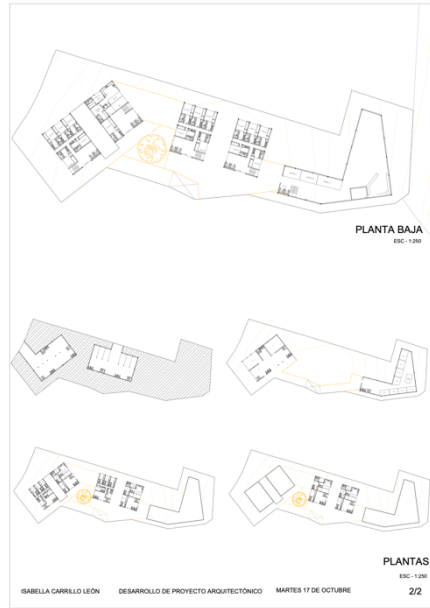 PLANTA BAJA
ESC - 1:250
PLANTAS
ESC - 1:250
ISABELLA CARRILLO LEÓN DESARROLLO DE PROYECTO ARQUITECTÓNICO MARTES 17 DE OCTUBRE 2/2